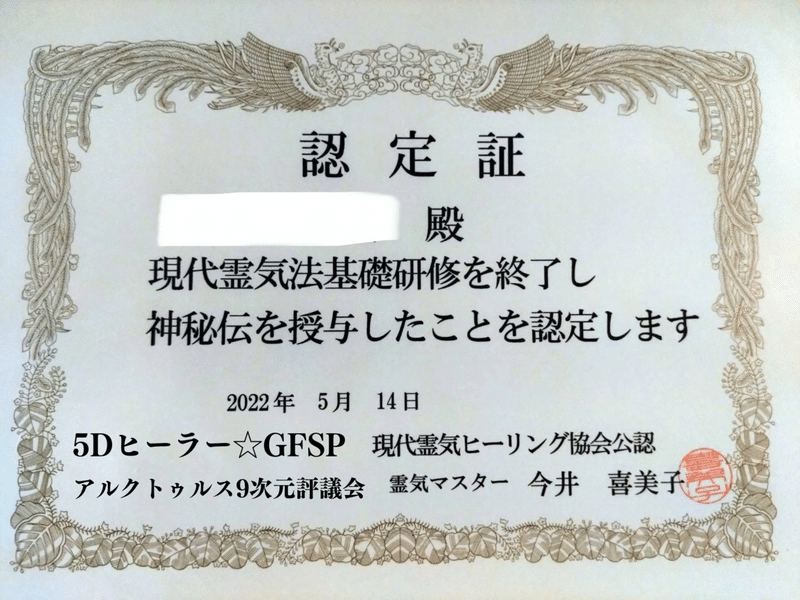 認定証
殿
現代霊気法基礎研修を終了し
神秘伝を授与したことを認定します
2022年 5月 14日
5Dヒーラー☆GFSP 現代霊気ヒーリング協会公認
アルクトゥルス9次元評議会 霊気マスター 今井 喜美子